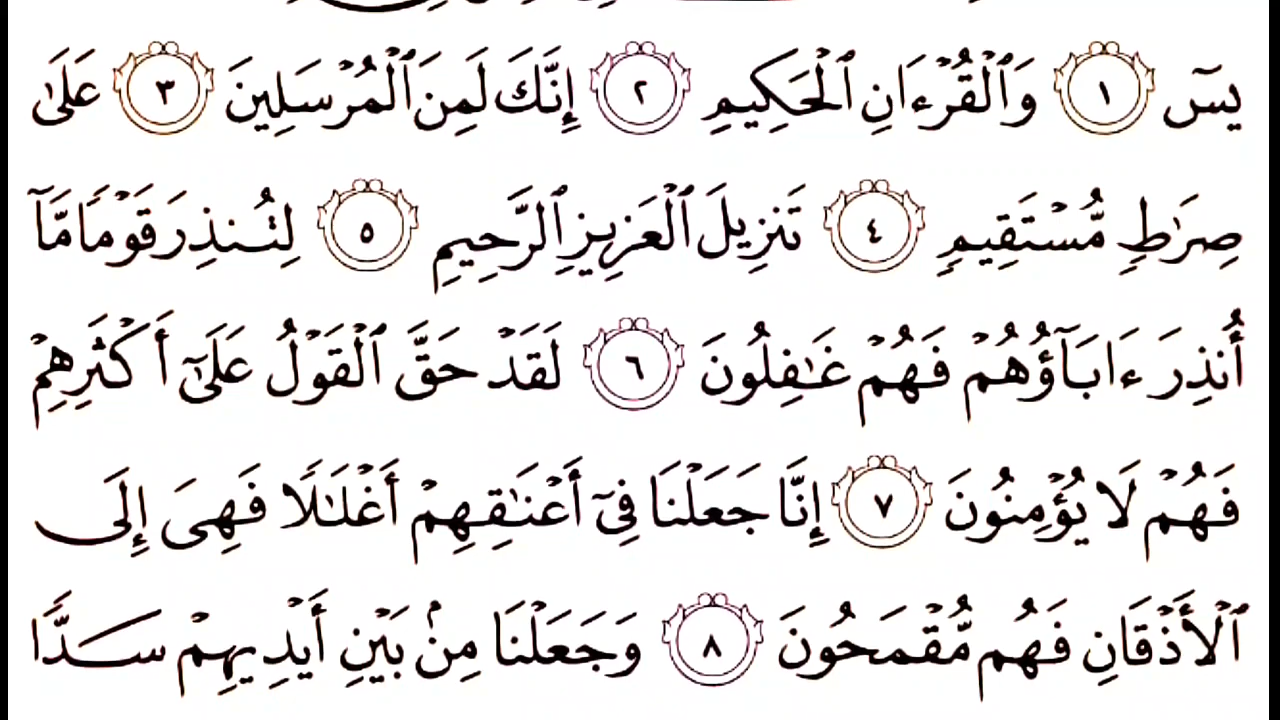 يسٓ ١ وَٱلْقُرْءَانِ ٱلْحَكِيمِ ٢ إِنَّكَ لَمِنَ ٱلْمُرْسَلِينَ ٣ عَلَىٰ
صِرَٰطٍ مُّسْتَقِيمٍ ٤ تَنزِيلَ ٱلْعَزِيزِ ٱلرَّحِيمِ ٥ لِتُنذِرَ قَوْمًا مَّآ
أُنذِرَ ءَابَآؤُهُمْ فَهُمْ غَٰفِلُونَ ٦ لَقَدْ حَقَّ ٱلْقَوْلُ عَلَىٰٓ أَكْثَرِهِمْ
فَهُمْ لَا يُؤْمِنُونَ ٧ إِنَّا جَعَلْنَا فِىٓ أَعْنَٰقِهِمْ أَغْلَٰلًا فَهِىَ إِلَى
ٱلْأَذْقَانِ فَهُم مُّقْمَحُونَ ٨ وَجَعَلْنَا مِنۢ بَيْنِ أَيْدِيهِمْ سَدًّا